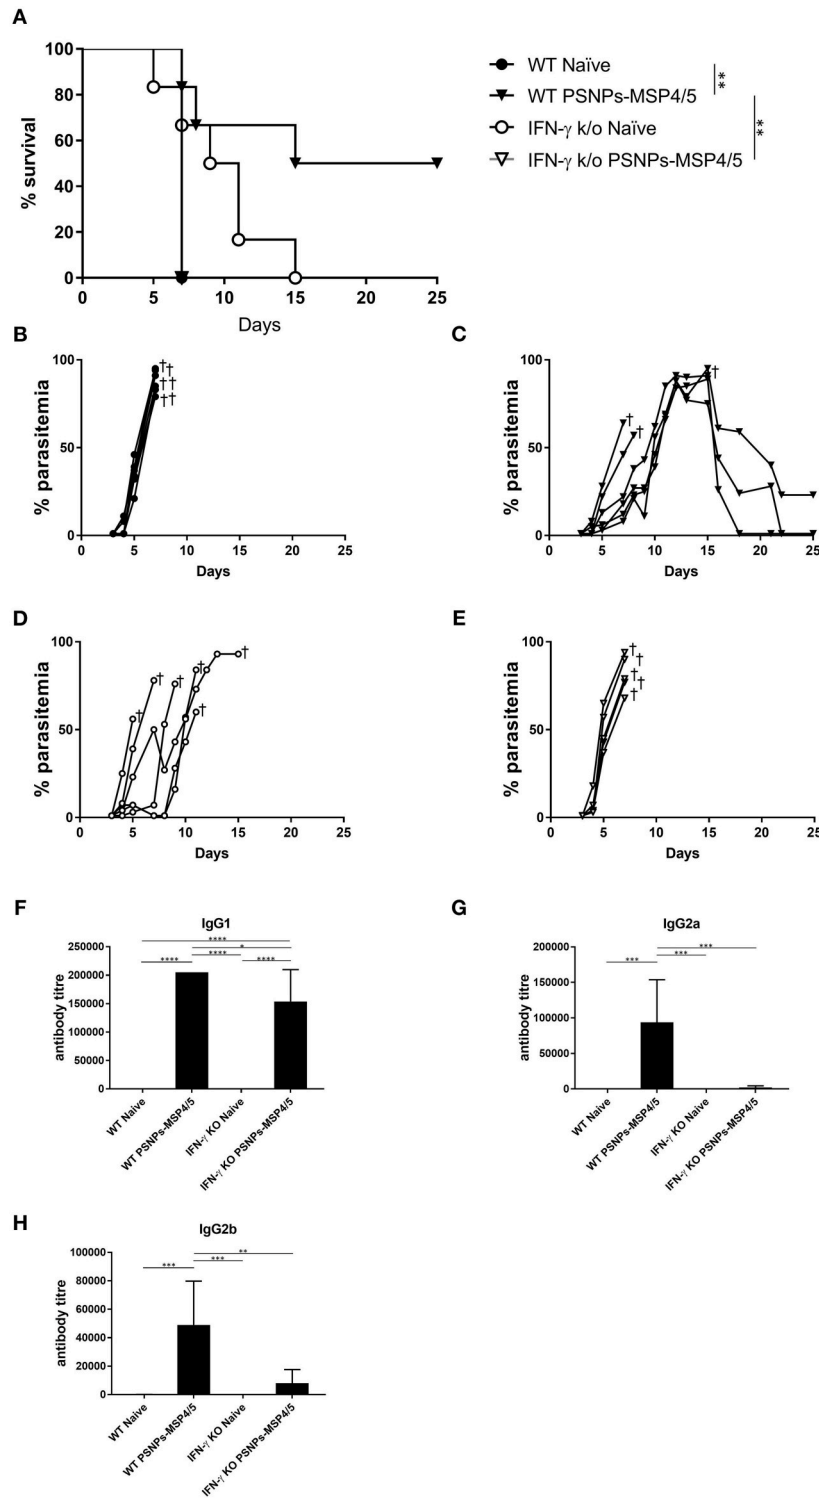 A
100
80
60
40
20
0
% survival
0 5 10 15 20 25
Days
WT Naïve
WT PSNPs-MSP4/5
IFN-γ k/o Naïve
IFN-γ k/o PSNPs-MSP4/5
**
**
B
100
50
0
% parasitemia
††
††
††
0 5 10 15 20 25
Days
C
100
50
0
% parasitemia
†
†
†
0 5 10 15 20 25
Days
D
100
50
0
% parasitemia
†
†
†
†
†
†
0 5 10 15 20 25
Days
E
100
50
0
% parasitemia
†
†
†
†
†
0 5 10 15 20 25
Days
F
IgG1
****
*
****
**** ****
250000
200000
150000
100000
50000
0
antibody titre
WT Naive
WT PSNPs-MSP4/5
IFN-γ KO Naive
IFN-γ KO PSNPs-MSP4/5
G
IgG2a
***
***
***
200000
150000
100000
50000
0
antibody titre
WT Naive
WT PSNPs-MSP4/5
IFN-γ KO Naive
IFN-γ KO PSNPs-MSP4/5
H
IgG2b
**
***
***
100000
80000
60000
40000
20000
0
antibody titre
WT Naive
WT PSNPs-MSP4/5
IFN-γ KO Naive
IFN-γ KO PSNPs-MSP4/5